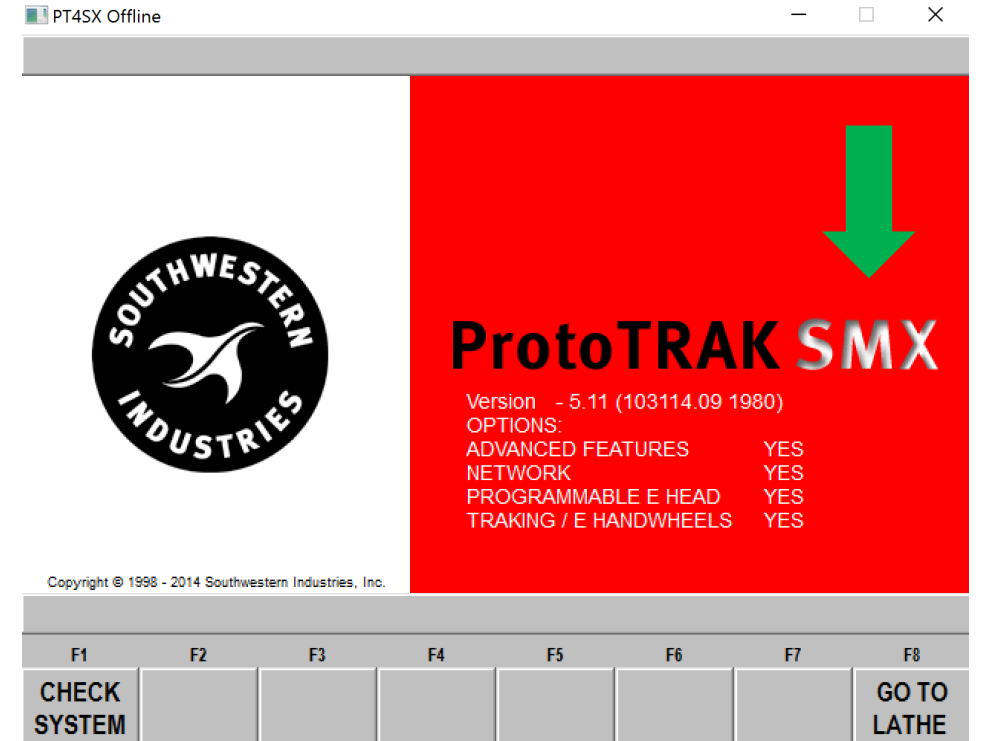 PT4SX Offline
SOUTHWESTERN
INDUSTRIES
ProtoTRAK SMX
Version - 5.11 (103114.09 1980)
OPTIONS:
ADVANCED FEATURES YES
NETWORK YES
PROGRAMMABLE E HEAD YES
TRAKING / E HANDWHEELS YES
Copyright © 1998 - 2014 Southwestern Industries, Inc.
F1 F2 F3 F4 F5 F6 F7 F8
CHECK GO TO
SYSTEM LATHE